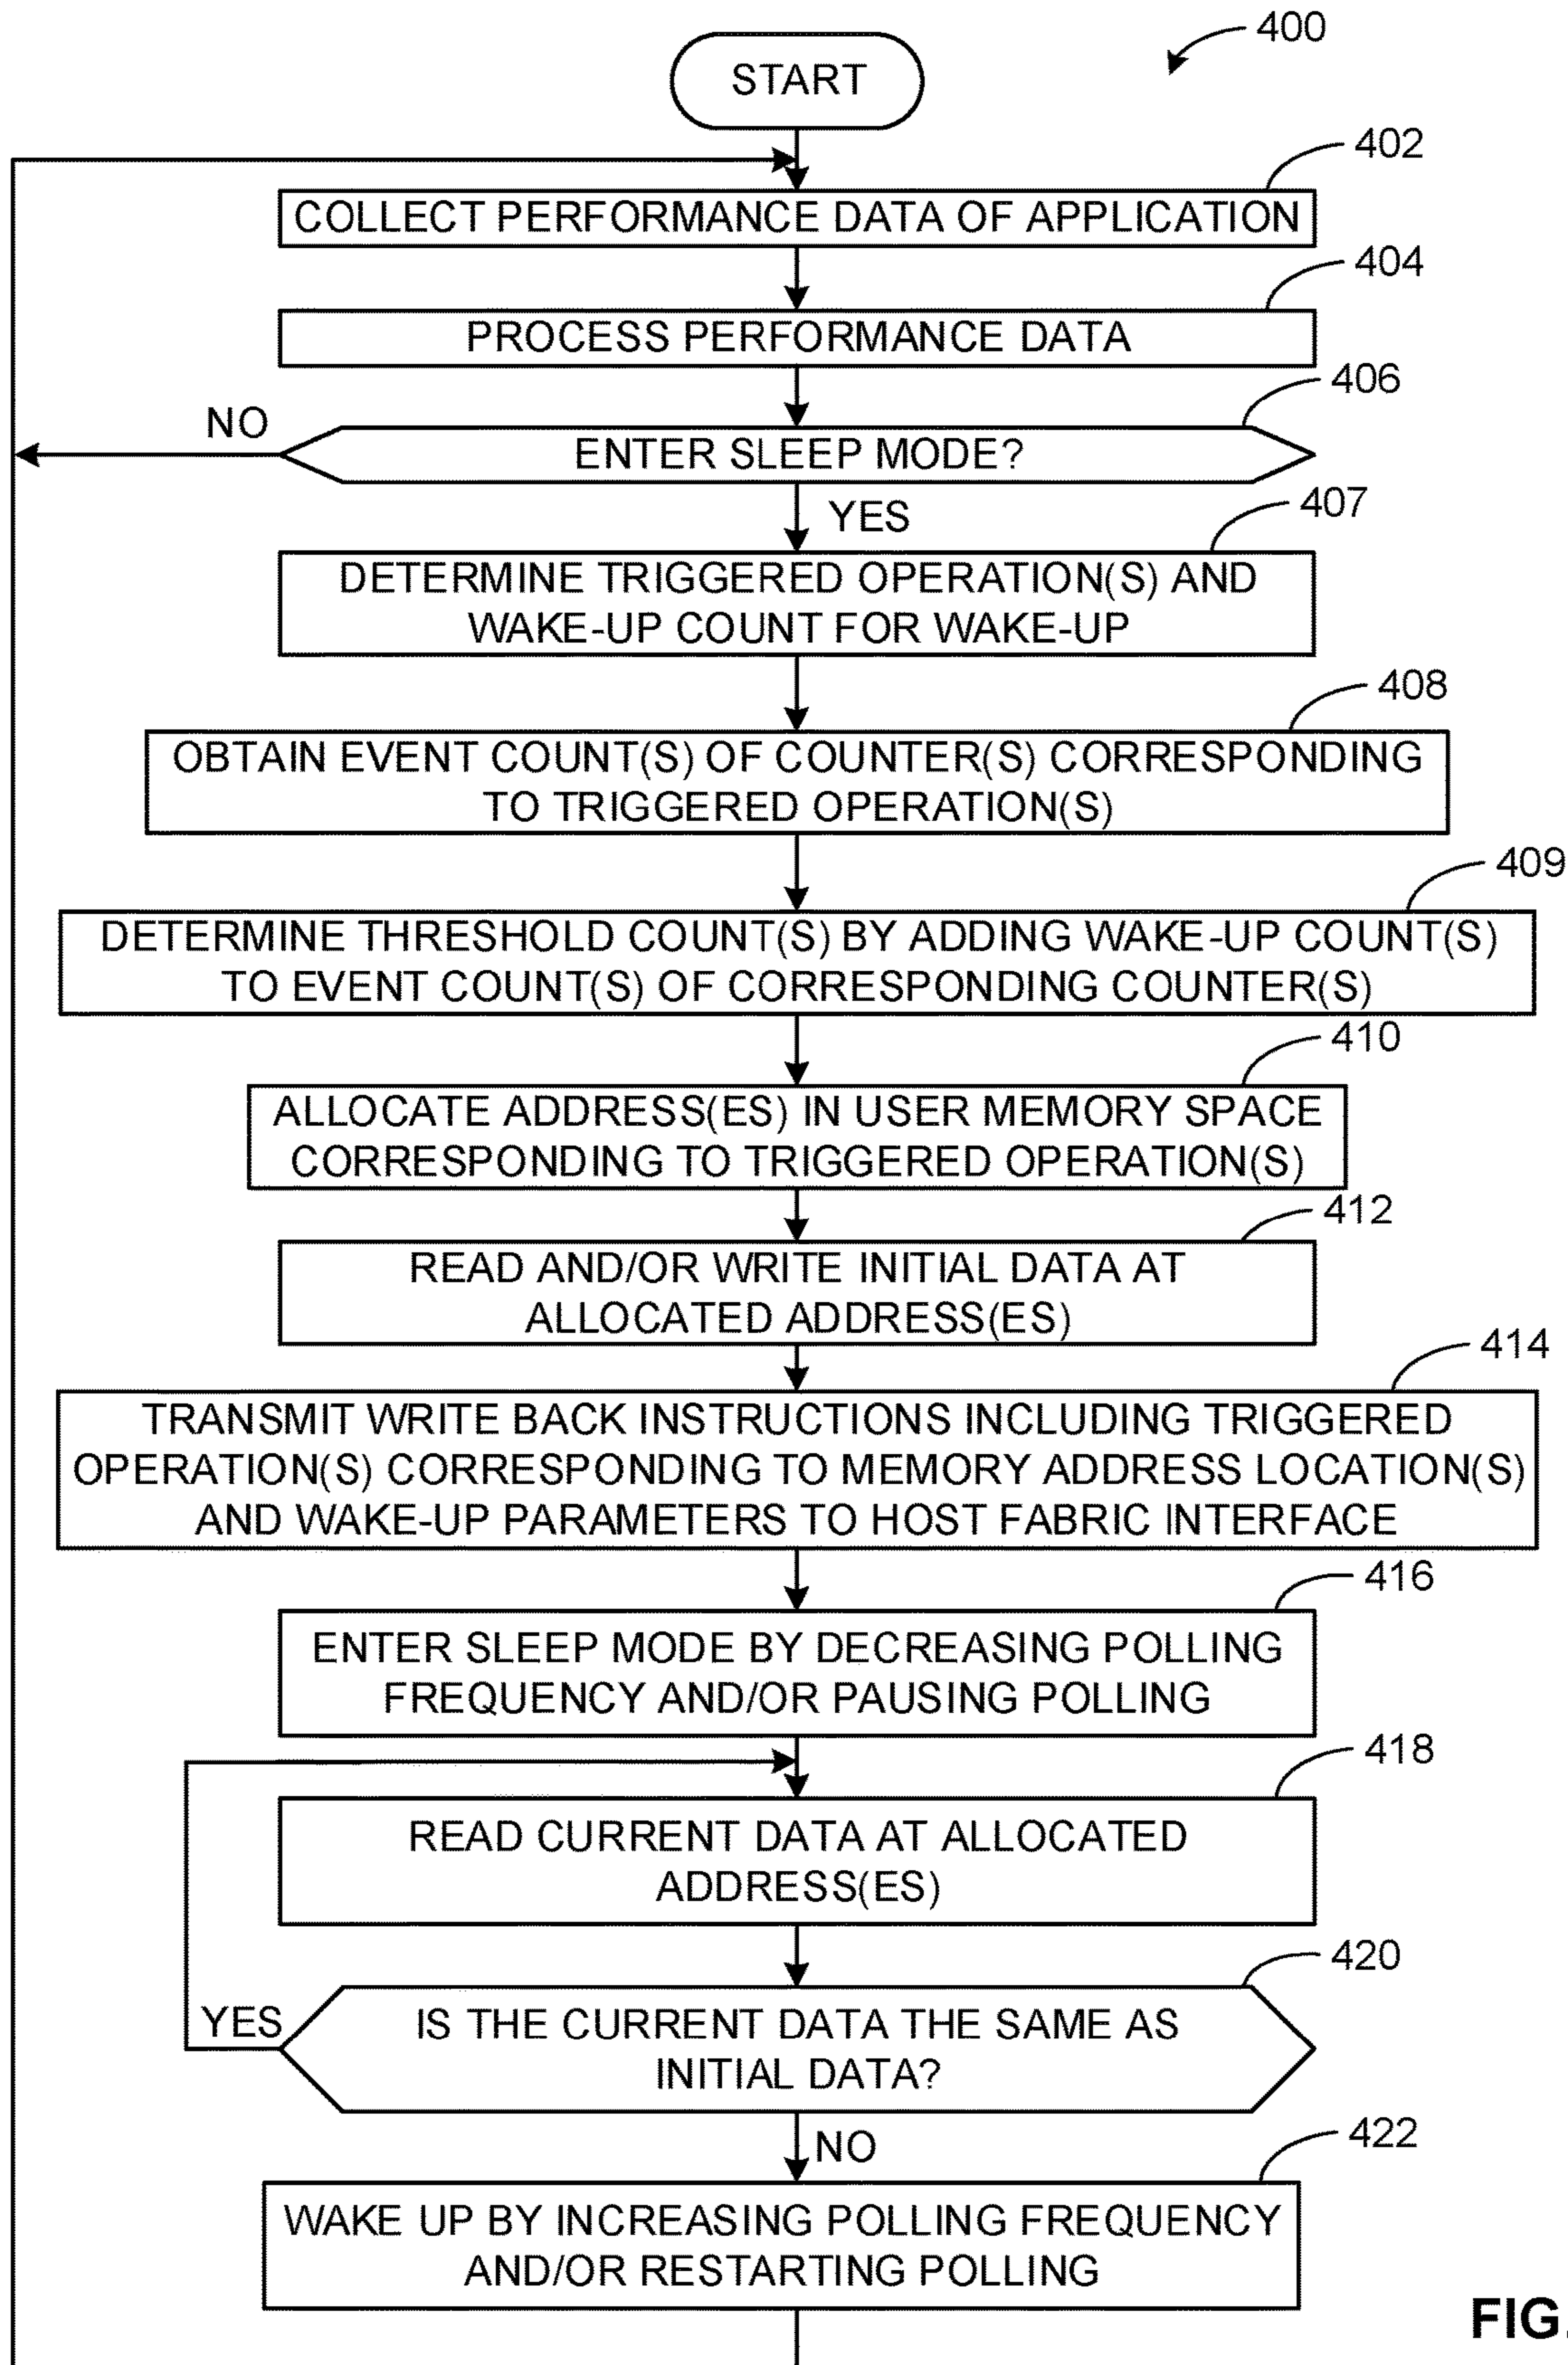 400
START
402
COLLECT PERFORMANCE DATA OF APPLICATION
404
PROCESS PERFORMANCE DATA
406
NO
ENTER SLEEP MODE?
YES
407
DETERMINE TRIGGERED OPERATION(S) AND
WAKE-UP COUNT FOR WAKE-UP
408
OBTAIN EVENT COUNT(S) OF COUNTER(S) CORRESPONDING
TO TRIGGERED OPERATION(S)
409
DETERMINE THRESHOLD COUNT(S) BY ADDING WAKE-UP COUNT(S)
TO EVENT COUNT(S) OF CORRESPONDING COUNTER(S)
410
ALLOCATE ADDRESS(ES) IN USER MEMORY SPACE
CORRESPONDING TO TRIGGERED OPERATION(S)
412
READ AND/OR WRITE INITIAL DATA AT
ALLOCATED ADDRESS(ES)
414
TRANSMIT WRITE BACK INSTRUCTIONS INCLUDING TRIGGERED
OPERATION(S) CORRESPONDING TO MEMORY ADDRESS LOCATION(S)
AND WAKE-UP PARAMETERS TO HOST FABRIC INTERFACE
416
ENTER SLEEP MODE BY DECREASING POLLING
FREQUENCY AND/OR PAUSING POLLING
418
READ CURRENT DATA AT ALLOCATED
ADDRESS(ES)
420
YES
IS THE CURRENT DATA THE SAME AS
INITIAL DATA?
NO
422
WAKE UP BY INCREASING POLLING FREQUENCY
AND/OR RESTARTING POLLING
FIG.